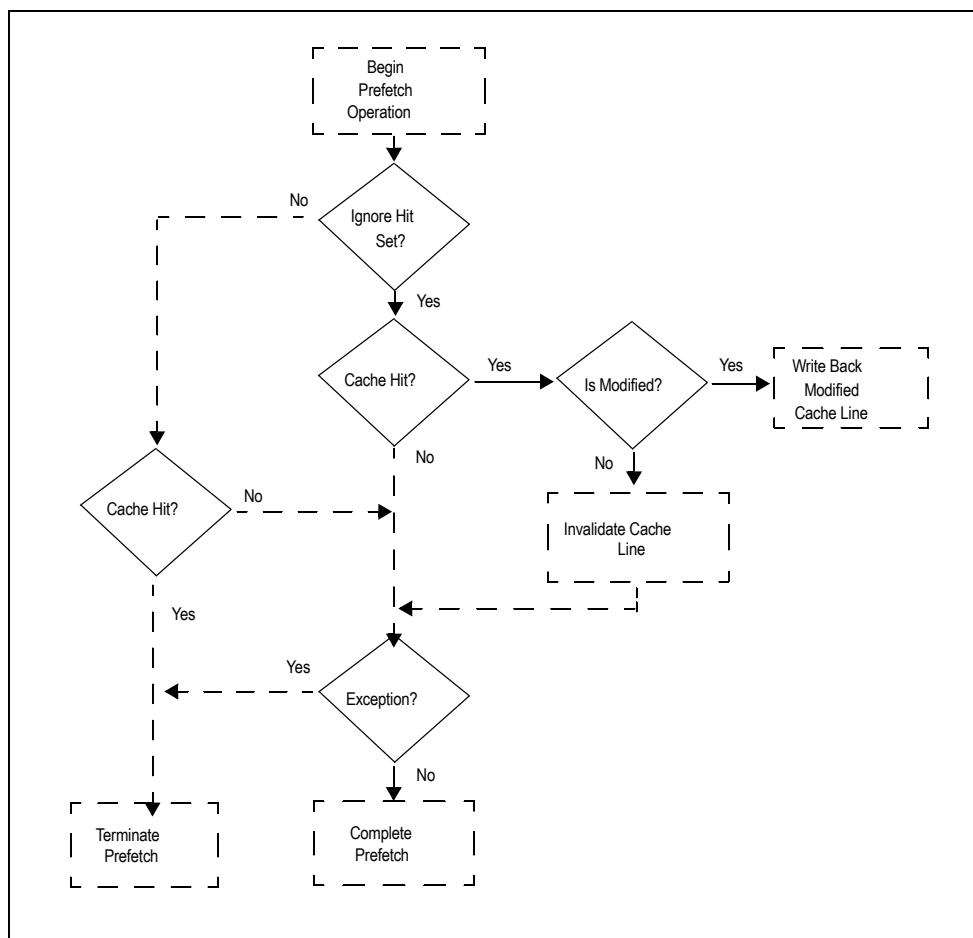 Begin
Prefetch
Operation
No
Ignore Hit
Set?
Yes
Cache Hit?
Yes
Is Modified?
Yes
Write Back
Modified
Cache Line
No
No
Cache Hit?
No
Invalidate Cache
Line
Yes
Yes
Exception?
No
Terminate
Prefetch
Complete
Prefetch